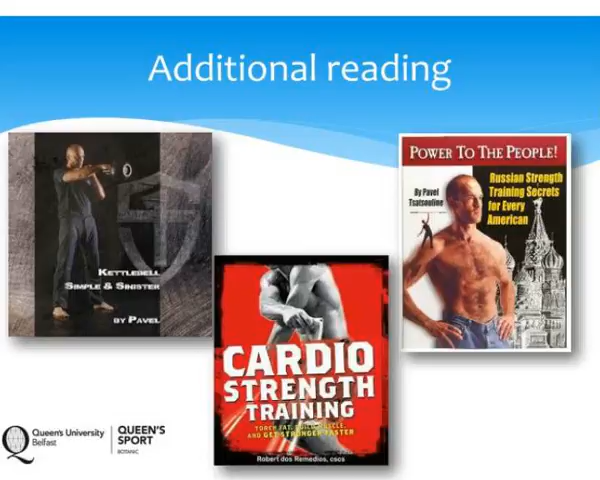 Additional reading
KETTLEBELL
SIMPLE & SINISTER
BY PAVEL
POWER TO THE PEOPLE!
By Pavel
Tsatsouline
Russian Strength
Training Secrets
for Every
American
CARDIO
STRENGTH
TRAINING
TORCH FAT, BUILD MUSCLE,
AND GET STRONGER FASTER
Robert dos Remedios, CSCS
Queen's University
Belfast
QUEEN'S
SPORT
BOTANIC